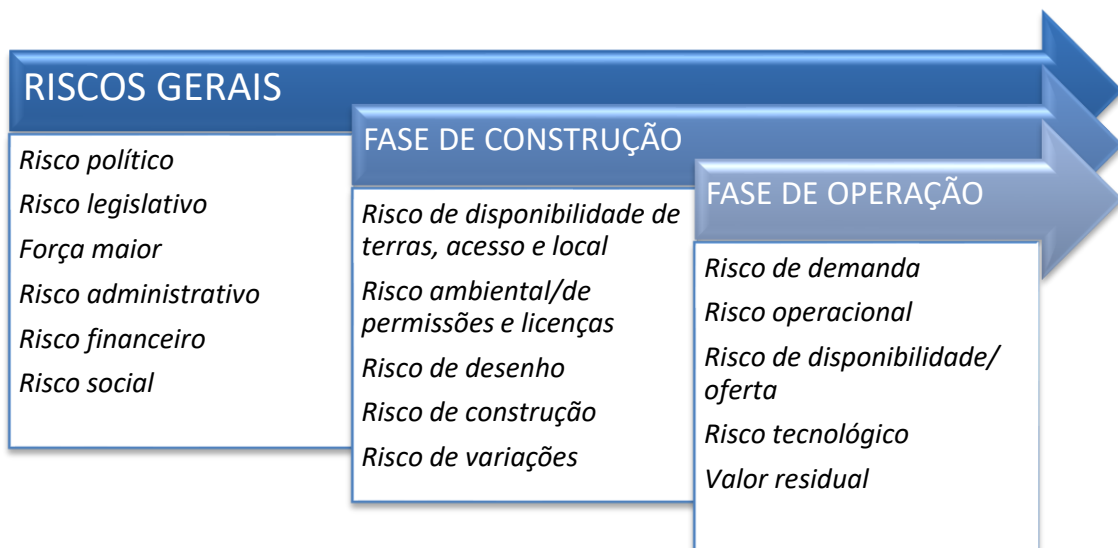 RISCOS GERAIS
Risco político
Risco legislativo
Força maior
Risco administrativo
Risco financeiro
Risco social
FASE DE CONSTRUÇÃO
Risco de disponibilidade de
terras, acesso e local
Risco ambiental/de
permissões e licenças
Risco de desenho
Risco de construção
Risco de variações
FASE DE OPERAÇÃO
Risco de demanda
Risco operacional
Risco de disponibilidade/
oferta
Risco tecnológico
Valor residual